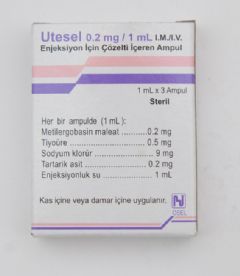 Utesel 0.2 mg / 1 mL I.M./I.V.
Enjeksiyon İçin Çözelti İçeren Ampul
1 mL x 3 Ampul
Steril
Her bir ampulde (1 mL):
Metilergobasin maleat ..........0.2 mg
Tiyoüre ................................0.5 mg
Sodyum klorür .................... 9 mg
Tartarik asit .........................0.2 mg
Enjeksiyonluk su ................. 1 mL
Kas içine veya damar içine uygulanır.
OSEL